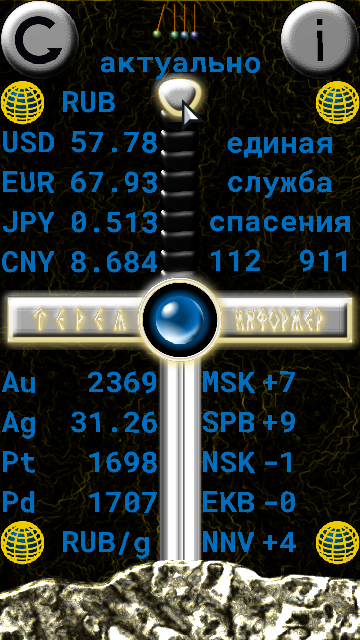 i
актуально
RUB
USD 57.78
EUR 67.93
JPY 0.513
CNY 8.684
единая
служба
спасения
112 911
ТЕРЕМ ИНФОРМЕР
Au 2369
Ag 31.26
Pt 1698
Pd 1707
RUB/g
MSK +7
SPB +9
NSK -1
EKB -0
NNV +4